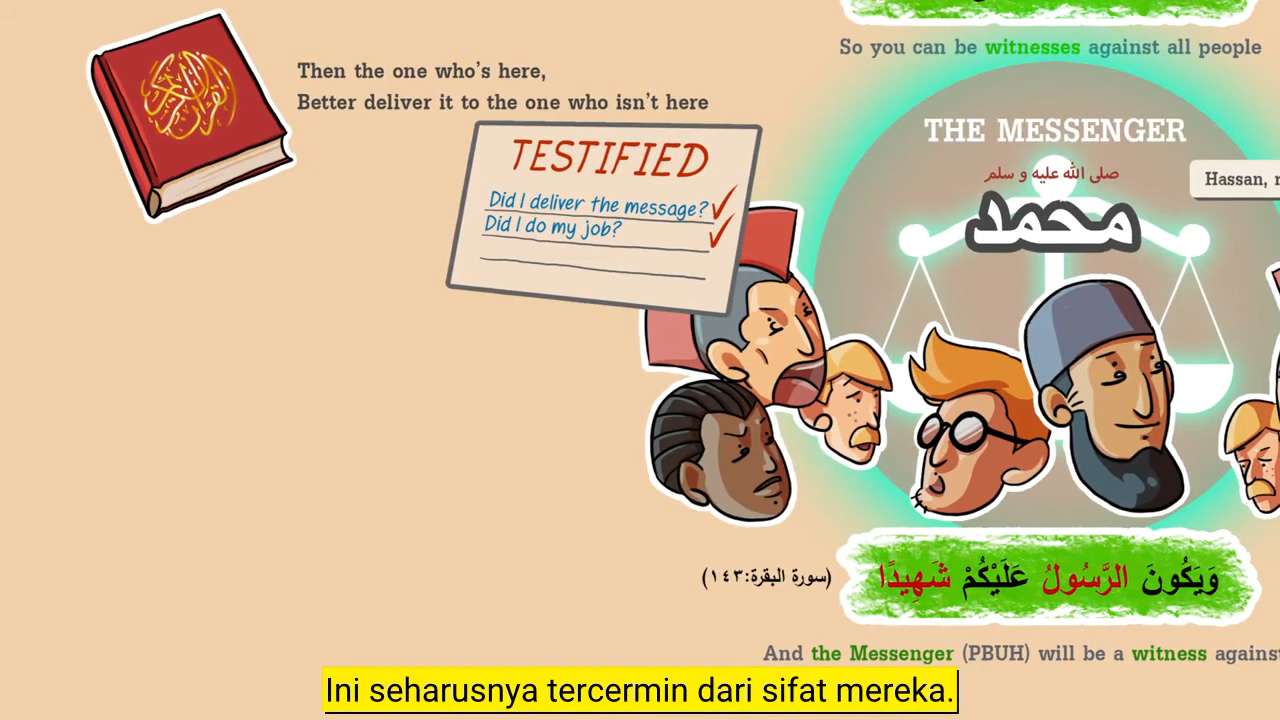 So you can be witnesses against all people
Then the one who's here,
Better deliver it to the one who isn't here
THE MESSENGER
صلى الله عليه و سلم
محمد
Hassan,
TESTIFIED
Did I deliver the message?
Did I do my job?
وَيَكُونَ الرَّسُولُ عَلَيْكُمْ شَهِيدًا
(سورة البقرة:١٤٣)
And the Messenger (PBUH) will be a witness against
Ini seharusnya tercermin dari sifat mereka.